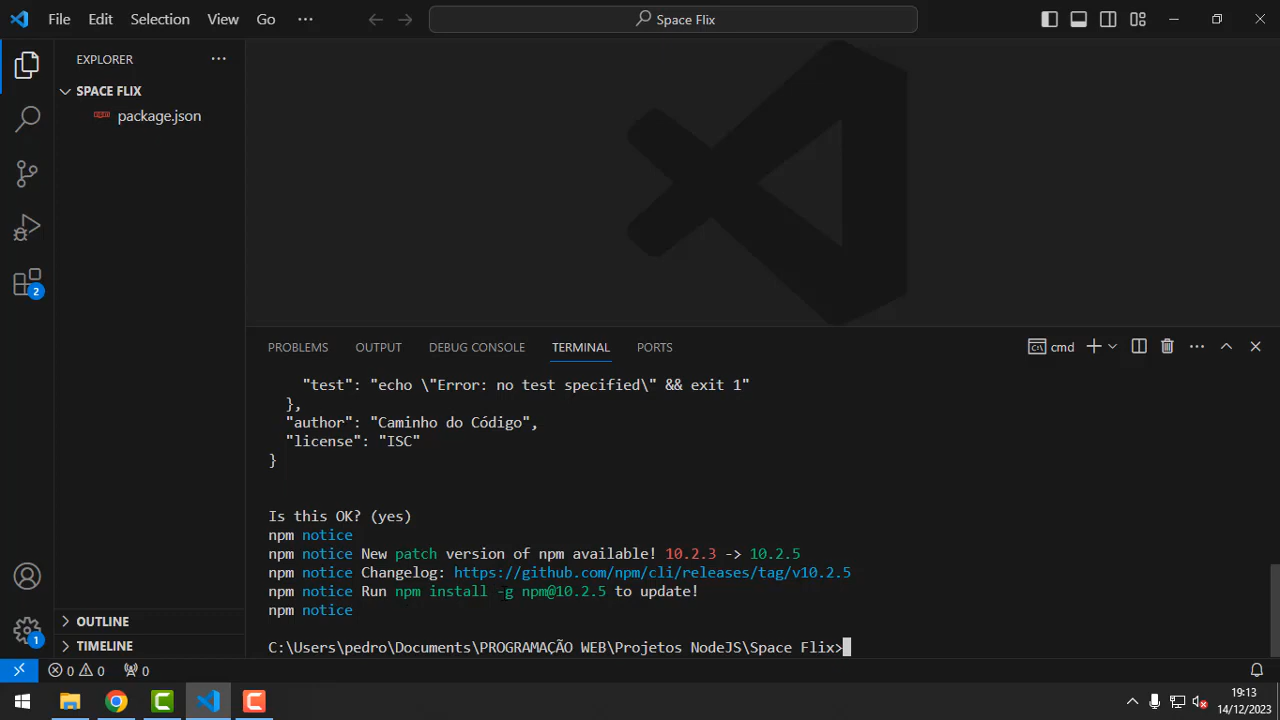 File Edit Selection View Go ··· Space Flix
EXPLORER ···
SPACE FLIX
package.json
2
PROBLEMS OUTPUT DEBUG CONSOLE TERMINAL PORTS cmd ···
"test": "echo \"Error: no test specified\" && exit 1"
},
"author": "Caminho do Código",
"license": "ISC"
}
Is this OK? (yes)
npm notice
npm notice New patch version of npm available! 10.2.3 -> 10.2.5
npm notice Changelog: https://github.com/npm/cli/releases/tag/v10.2.5
npm notice Run npm install -g npm@10.2.5 to update!
npm notice
C:\Users\pedro\Documents\PROGRAMAÇÃO WEB\Projetos NodeJS\Space Flix>
OUTLINE
1
TIMELINE
0 0 0
19:13
14/12/2023